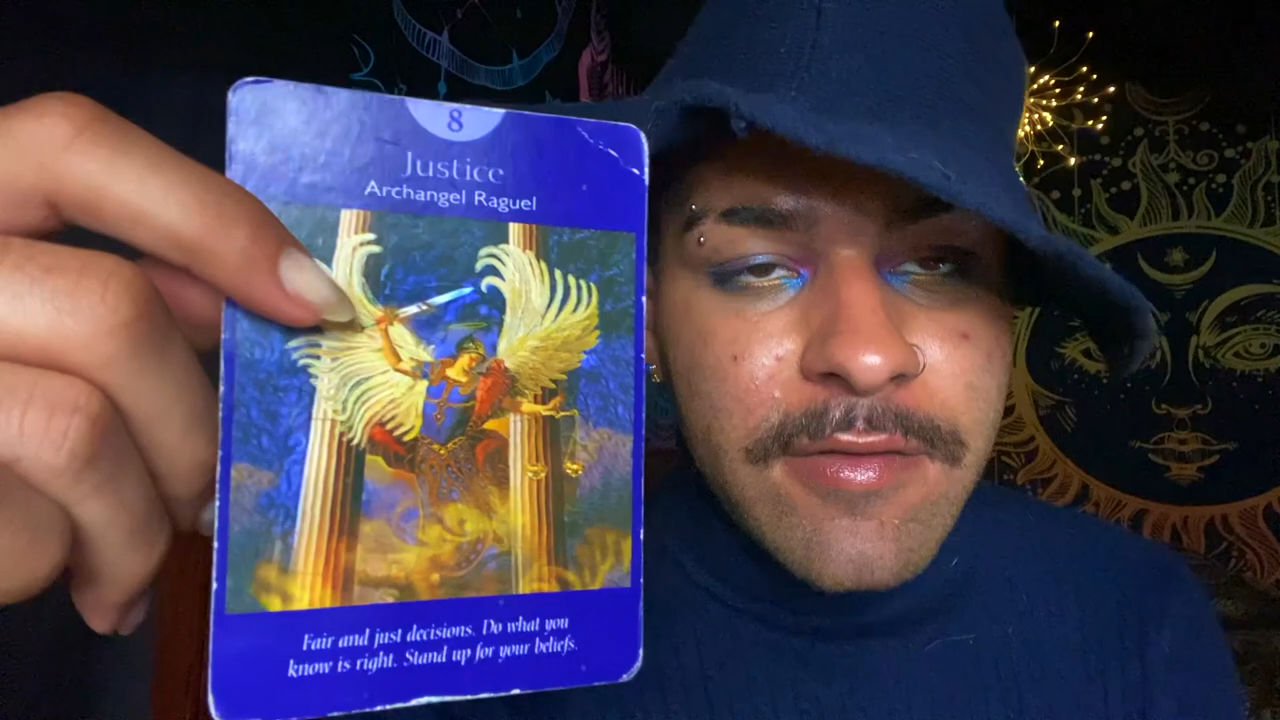 8
Justice
Archangel Raguel
Fair and just decisions. Do what you
know is right. Stand up for your beliefs.